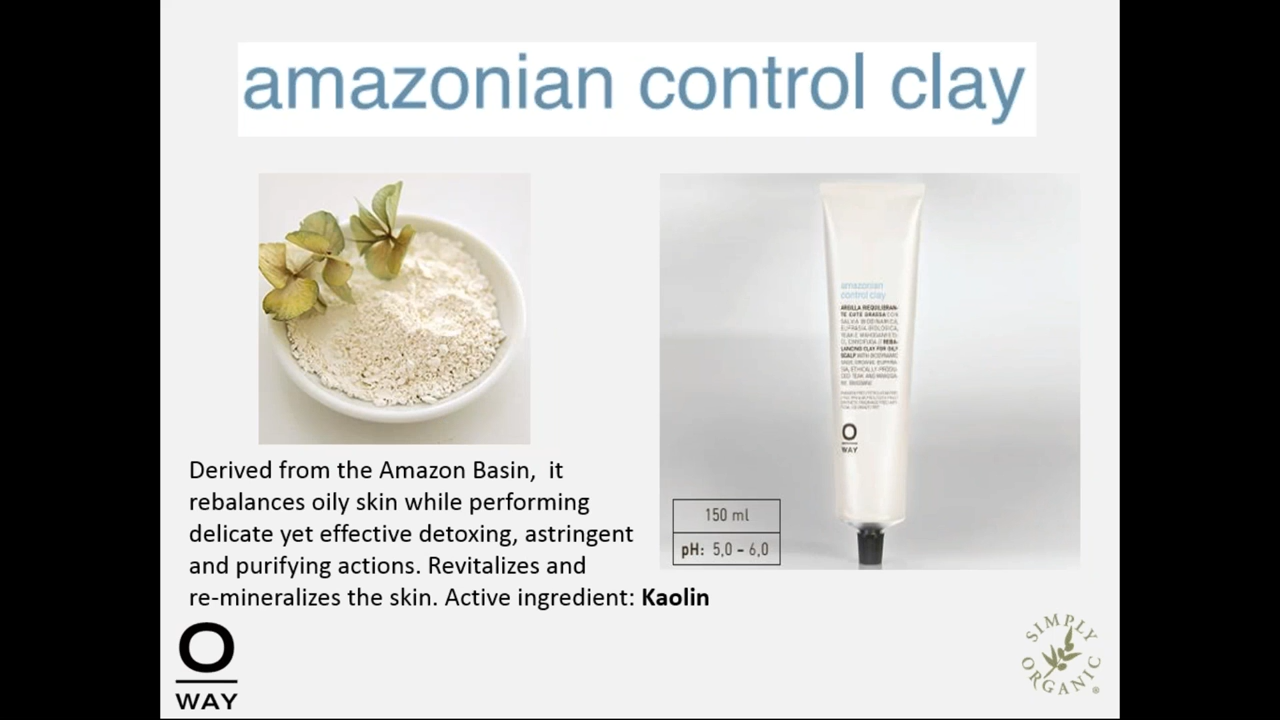 amazonian control clay
amazonian
control clay
O
WAY
150 ml
pH: 5,0 – 6,0
Derived from the Amazon Basin,  it
rebalances oily skin while performing
delicate yet effective detoxing, astringent
and purifying actions. Revitalizes and
re-mineralizes the skin. Active ingredient: Kaolin
O
WAY
SIMPLY
ORGANIC